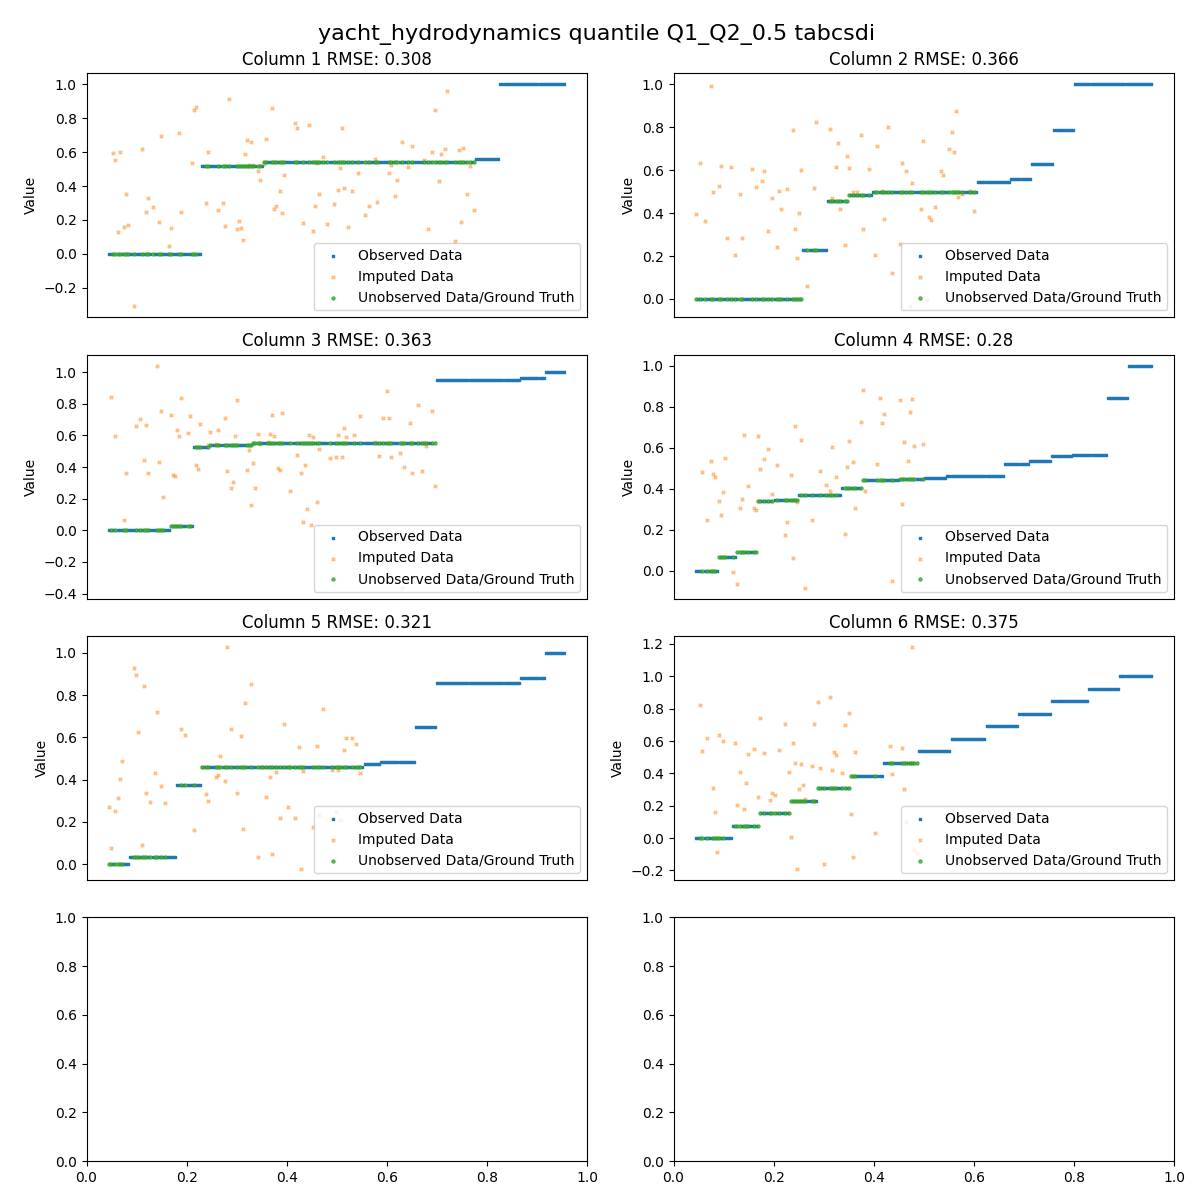 yacht_hydrodynamics quantile Q1_Q2_0.5 tabcsdi
Column 1 RMSE: 0.308
Column 2 RMSE: 0.366
1.0
0.8
0.6
0.4
0.2
0.0
−0.2
Value
Observed Data
Imputed Data
Unobserved Data/Ground Truth
1.0
0.8
0.6
0.4
0.2
0.0
Value
Observed Data
Imputed Data
Unobserved Data/Ground Truth
Column 3 RMSE: 0.363
Column 4 RMSE: 0.28
1.0
0.8
0.6
0.4
0.2
0.0
−0.2
−0.4
Value
Observed Data
Imputed Data
Unobserved Data/Ground Truth
1.0
0.8
0.6
0.4
0.2
0.0
Value
Observed Data
Imputed Data
Unobserved Data/Ground Truth
Column 5 RMSE: 0.321
Column 6 RMSE: 0.375
1.0
0.8
0.6
0.4
0.2
0.0
Value
Observed Data
Imputed Data
Unobserved Data/Ground Truth
1.2
1.0
0.8
0.6
0.4
0.2
0.0
−0.2
Value
Observed Data
Imputed Data
Unobserved Data/Ground Truth
1.0
0.8
0.6
0.4
0.2
0.0
0.0 0.2 0.4 0.6 0.8 1.0
1.0
0.8
0.6
0.4
0.2
0.0
0.0 0.2 0.4 0.6 0.8 1.0